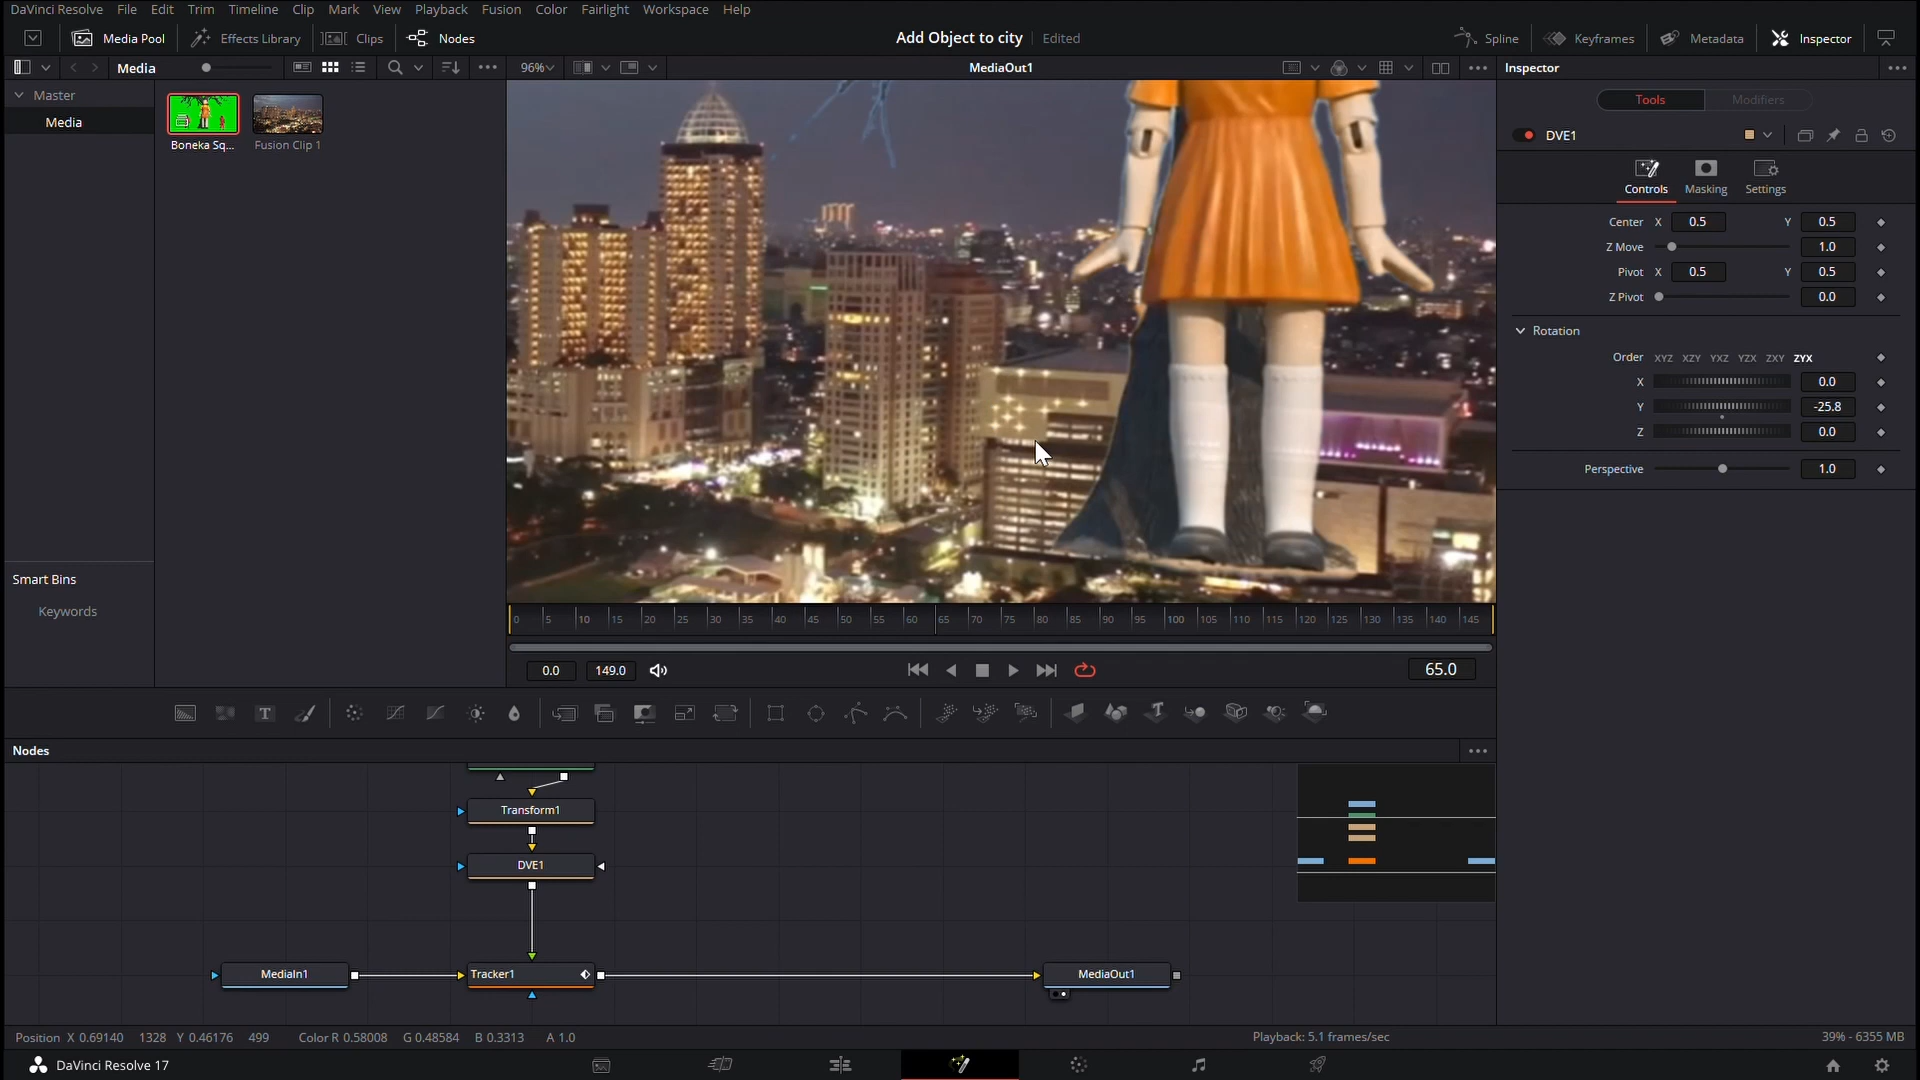 DaVinci Resolve File Edit Trim Timeline Clip Mark View Playback Fusion Color Fairlight Workspace Help
Media Pool Effects Library Clips Nodes Add Object to city Edited Spline Keyframes Metadata Inspector
Media 96% MediaOut1 Inspector
Master
Media
Boneka Sq... Fusion Clip 1
Smart Bins
Keywords
Tools Modifiers
DVE1
Controls Masking Settings
Center X 0.5 Y 0.5
Z Move 1.0
Pivot X 0.5 Y 0.5
Z Pivot 0.0
Rotation
Order XYZ XZY YXZ YZX ZXY ZYX
X 0.0
Y -25.8
Z 0.0
Perspective 1.0
0 5 10 15 20 25 30 35 40 45 50 55 60 65 70 75 80 85 90 95 100 105 110 115 120 125 130 135 140 145
0.0 149.0 65.0
T
Nodes
Transform1
DVE1
MediaIn1 Tracker1 MediaOut1
Position X 0.69140 1328 Y 0.46176 499 Color R 0.58008 G 0.48584 B 0.3313 A 1.0 Playback: 5.1 frames/sec 39% - 6355 MB
DaVinci Resolve 17